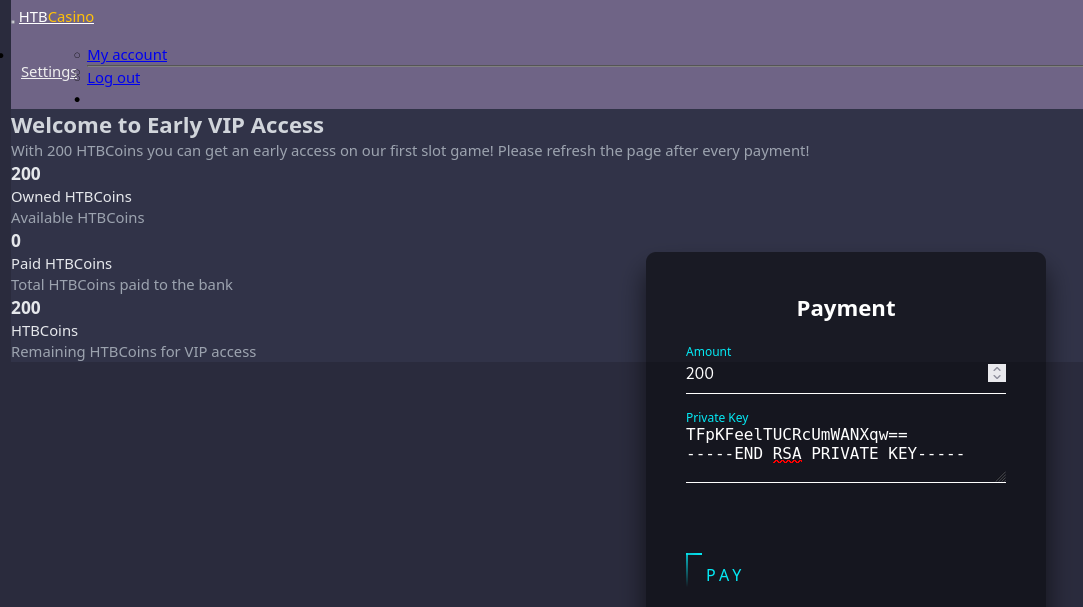 HTBCasino
My account
Settings
Log out
Welcome to Early VIP Access
With 200 HTBCoins you can get an early access on our first slot game! Please refresh the page after every payment!
200
Owned HTBCoins
Available HTBCoins
0
Paid HTBCoins
Total HTBCoins paid to the bank
200
HTBCoins
Remaining HTBCoins for VIP access
Payment
Amount
200
Private Key
TFpKFeelTUCRcUmWANXqw==
-----END RSA PRIVATE KEY-----
PAY